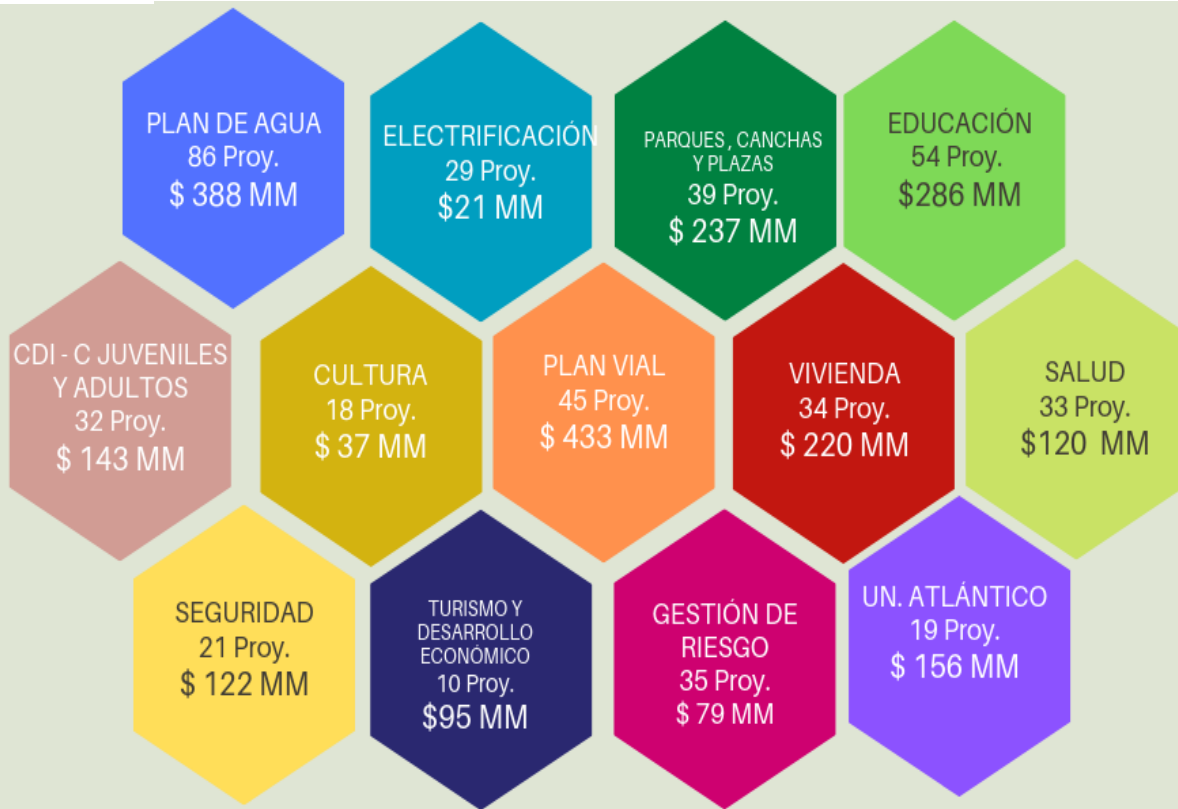 PLAN DE AGUA
86 Proy.
$ 388 MM
ELECTRIFICACIÓN
29 Proy.
$21 MM
PARQUES, CANCHAS
Y PLAZAS
39 Proy.
$ 237 MM
EDUCACIÓN
54 Proy.
$286 MM
CDI - C JUVENILES
Y ADULTOS
32 Proy.
$ 143 MM
CULTURA
18 Proy.
$ 37 MM
PLAN VIAL
45 Proy.
$ 433 MM
VIVIENDA
34 Proy.
$ 220 MM
SALUD
33 Proy.
$120 MM
SEGURIDAD
21 Proy.
$ 122 MM
TURISMO Y
DESARROLLO
ECONÓMICO
10 Proy.
$95 MM
GESTIÓN DE
RIESGO
35 Proy.
$ 79 MM
UN. ATLÁNTICO
19 Proy.
$ 156 MM